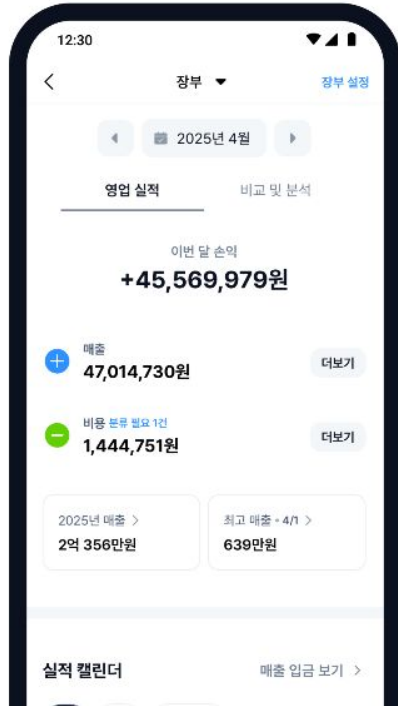 12:30
장부
장부 설정
2025년 4월
영업 실적
비교 및 분석
이번 달 손익
+45,569,979원
매출
47,014,730원
더보기
비용 분류 필요 1건
1,444,751원
더보기
2025년 매출 >
2억 356만원
최고 매출 • 4/1 >
639만원
실적 캘린더
매출 입금 보기 >